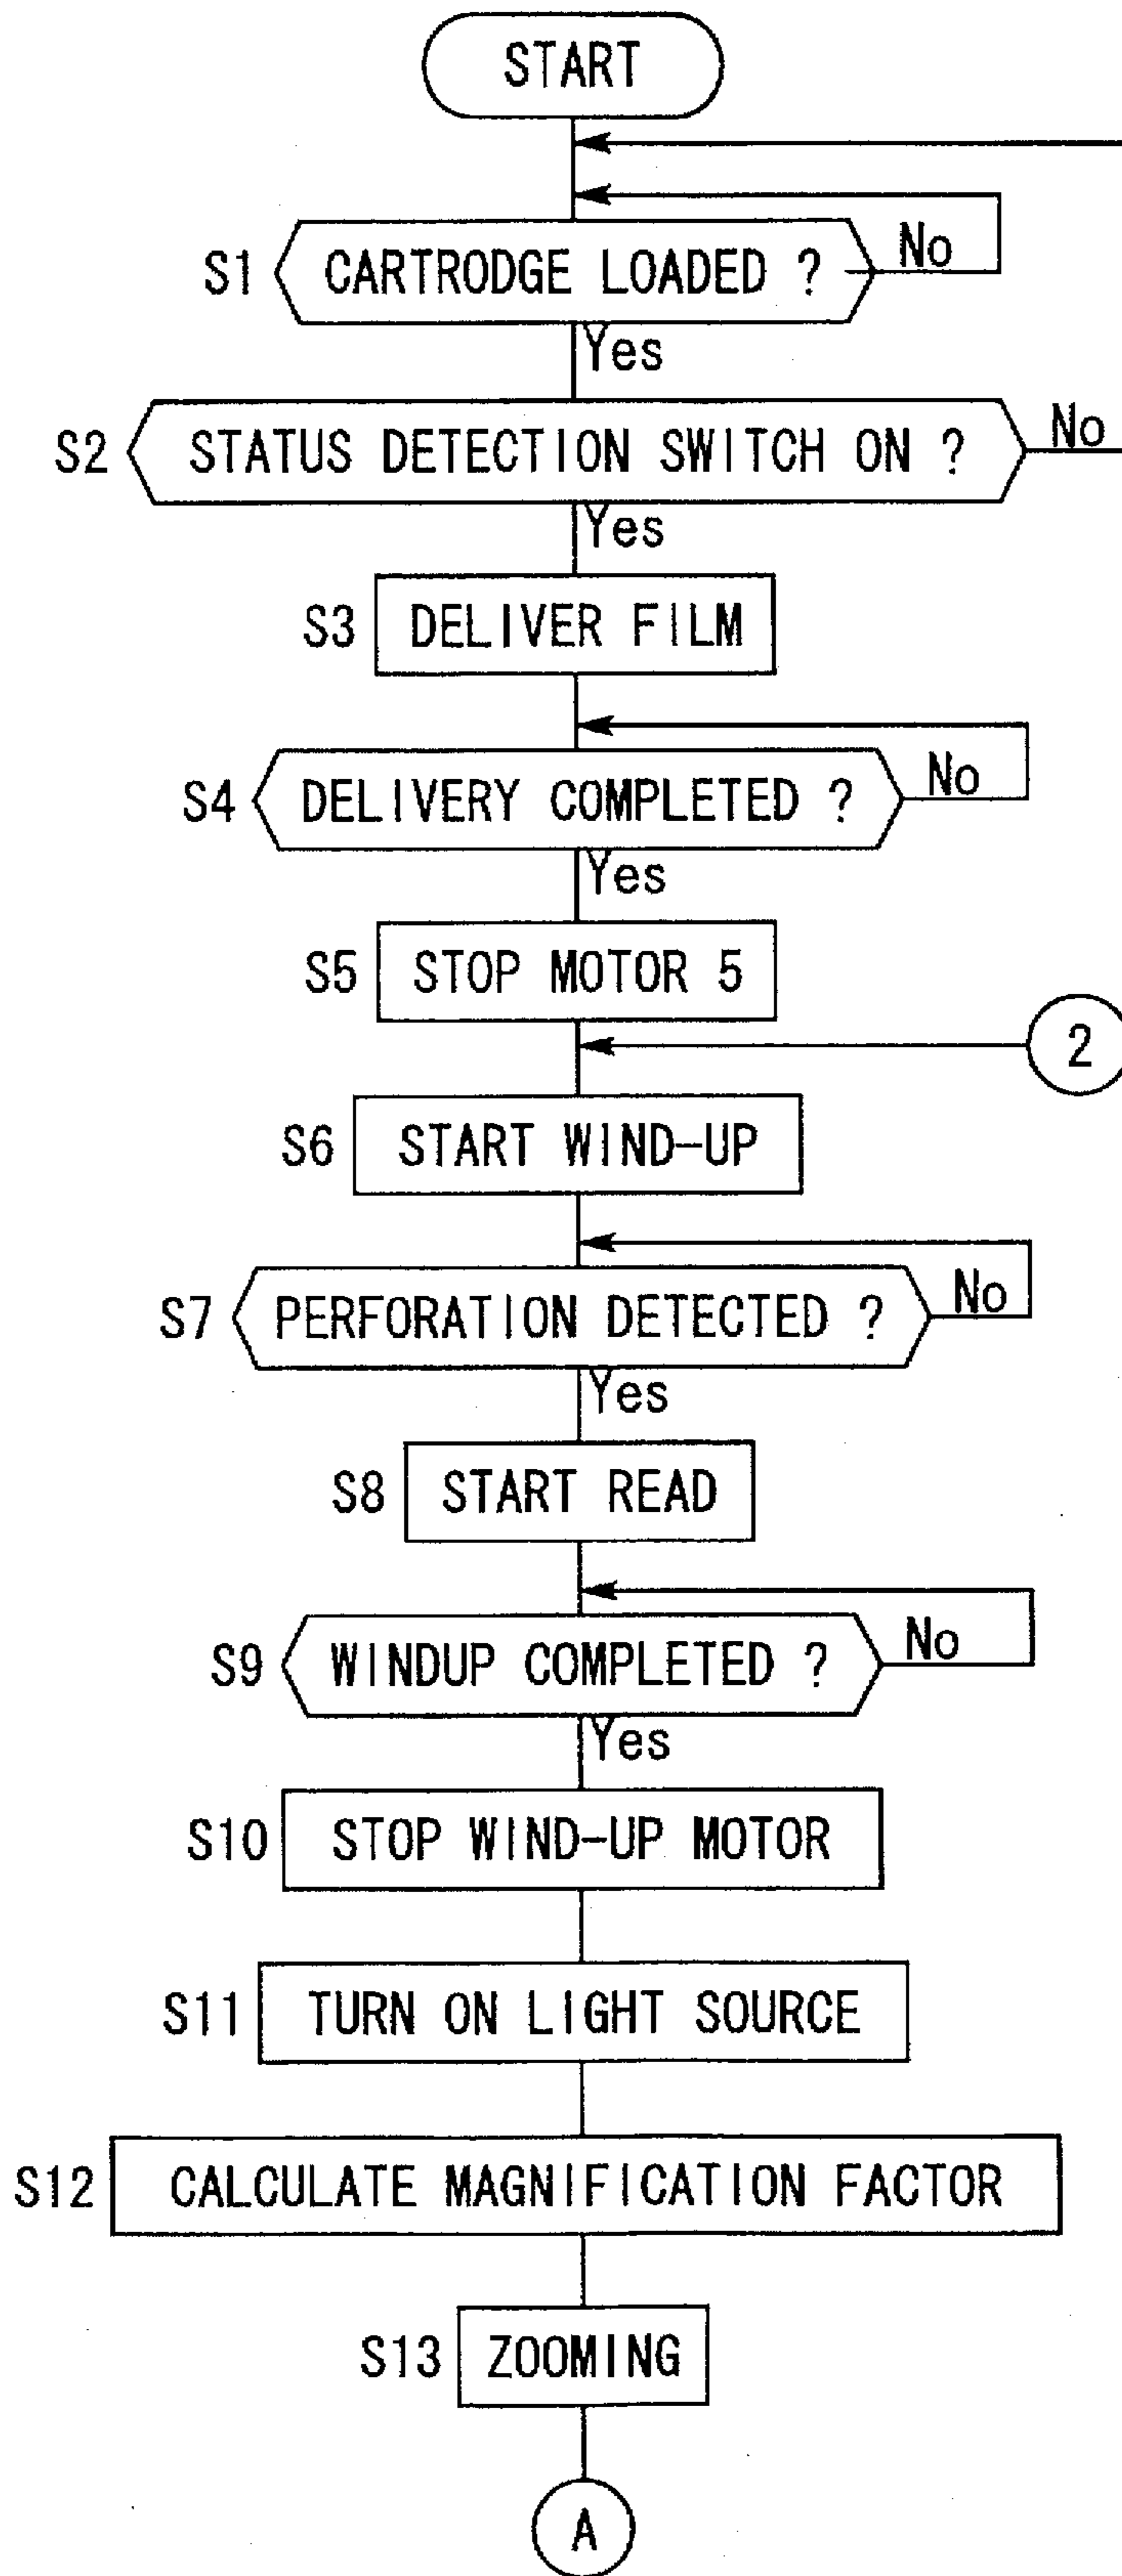 START
S1 CARTRODGE LOADED ? No
Yes
S2 STATUS DETECTION SWITCH ON ? No
Yes
S3 DELIVER FILM
S4 DELIVERY COMPLETED ? No
Yes
S5 STOP MOTOR 5
2
S6 START WIND-UP
S7 PERFORATION DETECTED ? No
Yes
S8 START READ
S9 WINDUP COMPLETED ? No
Yes
S10 STOP WIND-UP MOTOR
S11 TURN ON LIGHT SOURCE
S12 CALCULATE MAGNIFICATION FACTOR
S13 ZOOMING
A